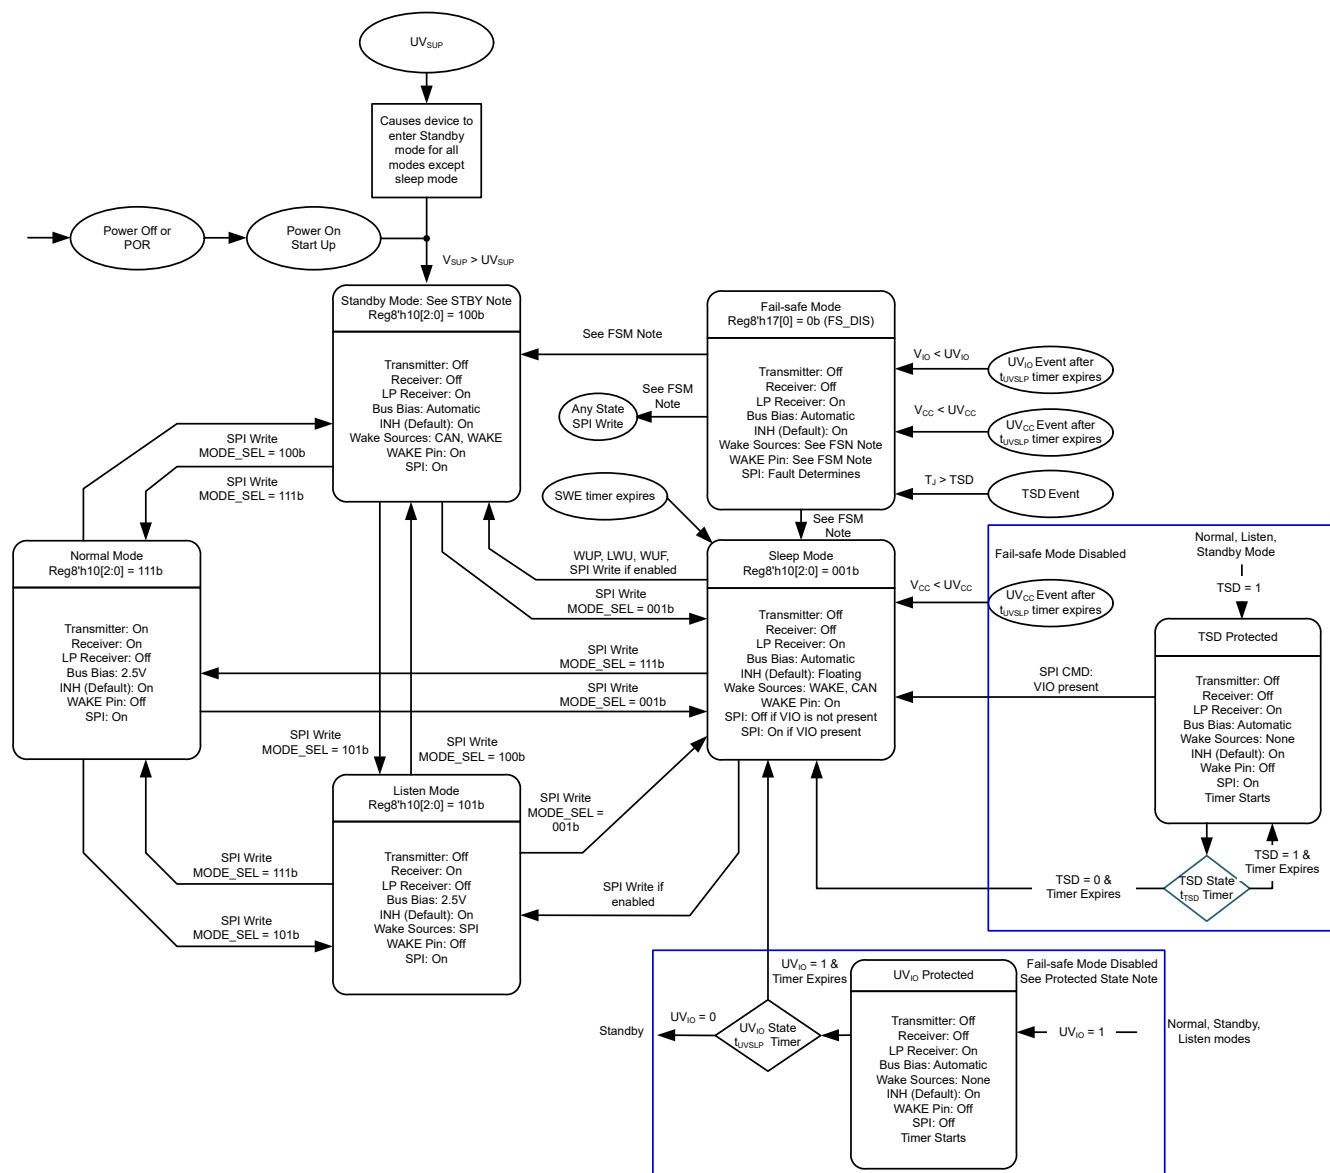 UVSUP
Causes device to
enter Standby
mode for all
modes except
sleep mode
Power Off or
POR
Power On
Start Up
VSUP > UVSUP
Standby Mode: See STBY Note
Reg8'h10[2:0] = 100b
Transmitter: Off
Receiver: Off
LP Receiver: On
Bus Bias: Automatic
INH (Default): On
Wake Sources: CAN, WAKE
WAKE Pin: On
SPI: On
Fail-safe Mode
Reg8'h17[0] = 0b (FS_DIS)
Transmitter: Off
Receiver: Off
LP Receiver: On
Bus Bias: Automatic
INH (Default): On
Wake Sources: See FSN Note
WAKE Pin: See FSM Note
SPI: Fault Determines
See FSM Note
See FSM
Note
Any State
SPI Write
VIO < UVIO
UVIO Event after
tUVSLP timer expires
VCC < UVCC
UVCC Event after
tUVSLP timer expires
TJ > TSD
TSD Event
SPI Write
MODE_SEL = 100b
SPI Write
MODE_SEL = 111b
SWE timer expires
See FSM
Note
Normal Mode
Reg8'h10[2:0] = 111b
Transmitter: On
Receiver: On
LP Receiver: Off
Bus Bias: 2.5V
INH (Default): On
WAKE Pin: Off
SPI: On
WUP, LWU, WUF,
SPI Write if enabled
SPI Write
MODE_SEL = 001b
Sleep Mode
Reg8'h10[2:0] = 001b
Transmitter: Off
Receiver: Off
LP Receiver: On
Bus Bias: Automatic
INH (Default): Floating
Wake Sources: WAKE, CAN
WAKE Pin: On
SPI: Off if VIO is not present
SPI: On if VIO present
Fail-safe Mode Disabled
VCC < UVCC
UVCC Event after
tUVSLP timer expires
Normal, Listen,
Standby Mode
TSD = 1
TSD Protected
Transmitter: Off
Receiver: Off
LP Receiver: On
Bus Bias: Automatic
Wake Sources: None
INH (Default): On
Wake Pin: Off
SPI: On
Timer Starts
SPI CMD:
VIO present
SPI Write
MODE_SEL = 111b
SPI Write
MODE_SEL = 001b
SPI Write
MODE_SEL = 101b
SPI Write
MODE_SEL = 100b
Listen Mode
Reg8'h10[2:0] = 101b
Transmitter: Off
Receiver: On
LP Receiver: Off
Bus Bias: 2.5V
INH (Default): On
Wake Sources: SPI
WAKE Pin: Off
SPI: On
SPI Write
MODE_SEL =
001b
SPI Write
MODE_SEL = 111b
SPI Write
MODE_SEL = 101b
SPI Write if
enabled
TSD = 0 &
Timer Expires
TSD State
tTSD Timer
TSD = 1 &
Timer Expires
UVIO = 1 &
Timer Expires
UVIO Protected
Transmitter: Off
Receiver: Off
LP Receiver: On
Bus Bias: Automatic
Wake Sources: None
INH (Default): On
WAKE Pin: Off
SPI: Off
Timer Starts
Fail-safe Mode Disabled
See Protected State Note
Standby
UVIO = 0
UVIO State
tUVSLP Timer
UVIO = 1
Normal, Standby,
Listen modes